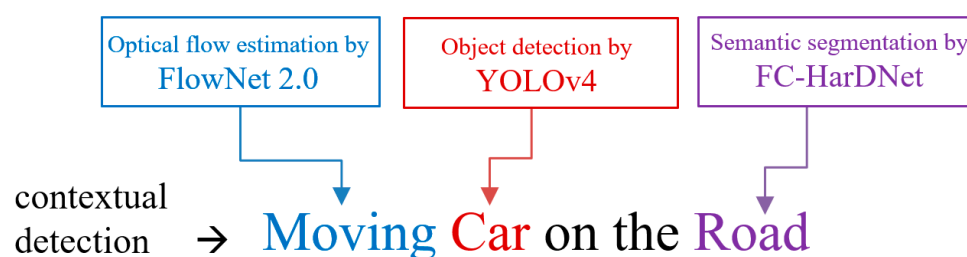 Optical flow estimation by
FlowNet 2.0
Object detection by
YOLOv4
Semantic segmentation by
FC-HarDNet
contextual
detection → Moving Car on the Road